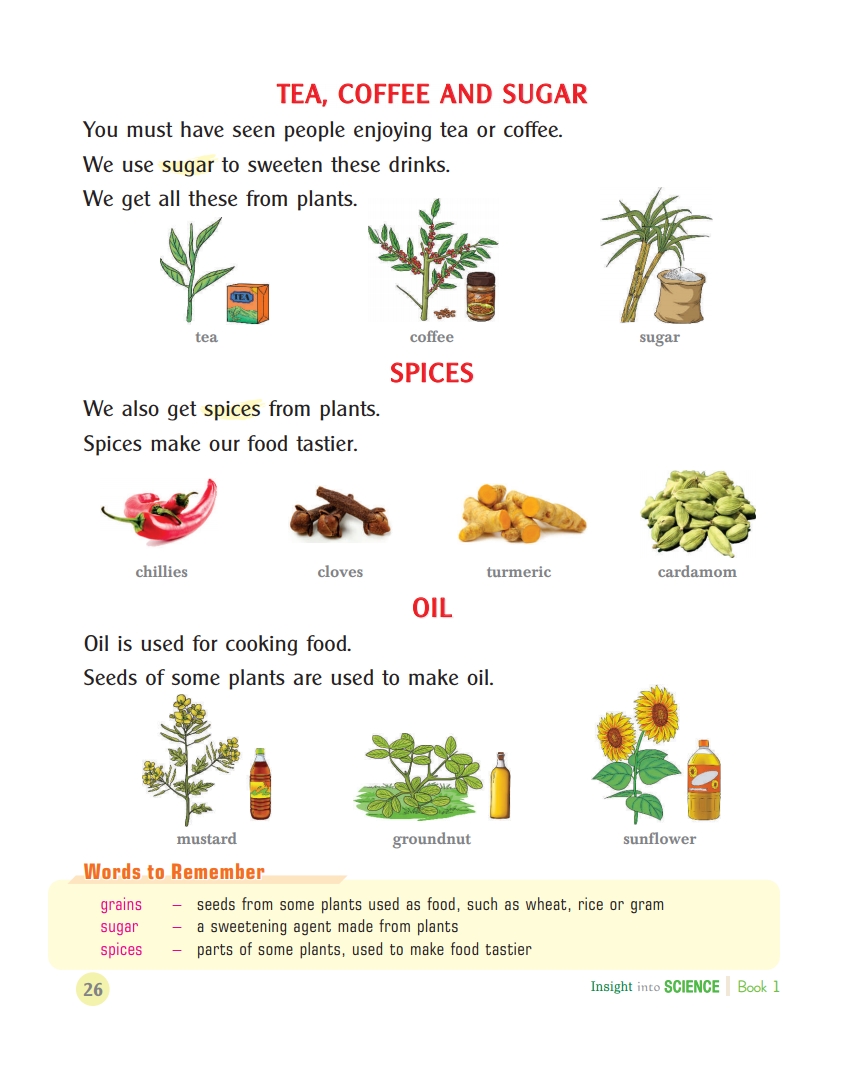 TEA, COFFEE AND SUGAR
You must have seen people enjoying tea or coffee.
We use sugar to sweeten these drinks.
We get all these from plants.
TEA
tea
coffee
sugar
SPICES
We also get spices from plants.
Spices make our food tastier.
chillies
cloves
turmeric
cardamom
OIL
Oil is used for cooking food.
Seeds of some plants are used to make oil.
mustard
groundnut
sunflower
Words to Remember
grains – seeds from some plants used as food, such as wheat, rice or gram
sugar – a sweetening agent made from plants
spices – parts of some plants, used to make food tastier
26
Insight into SCIENCE Book 1